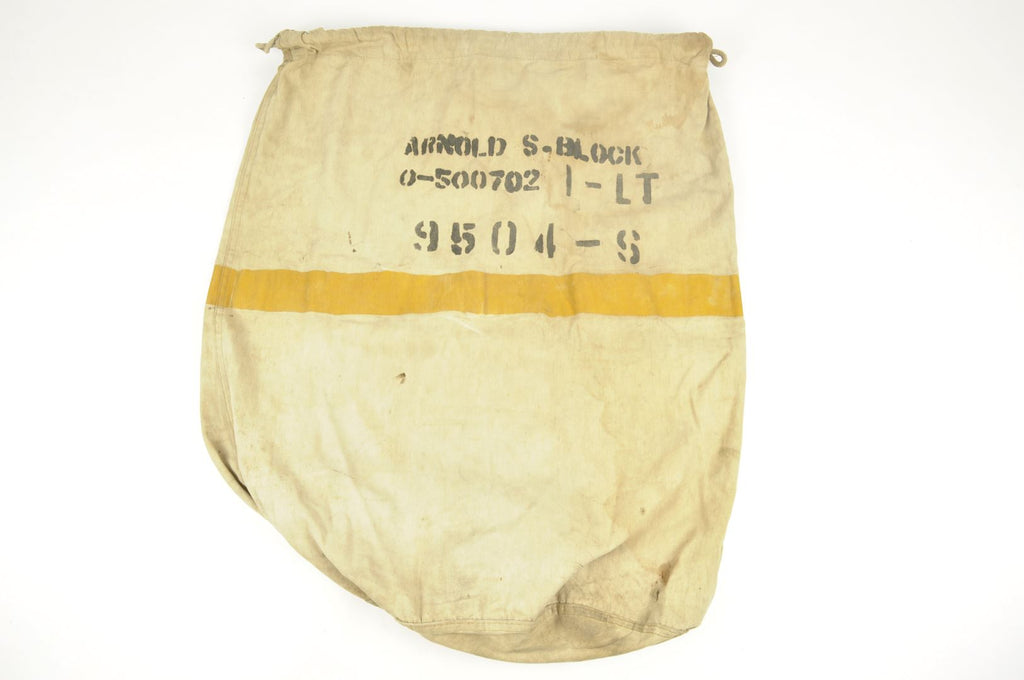 ARNOLD S. BLOCK
0-500702 1-LT
9504-S